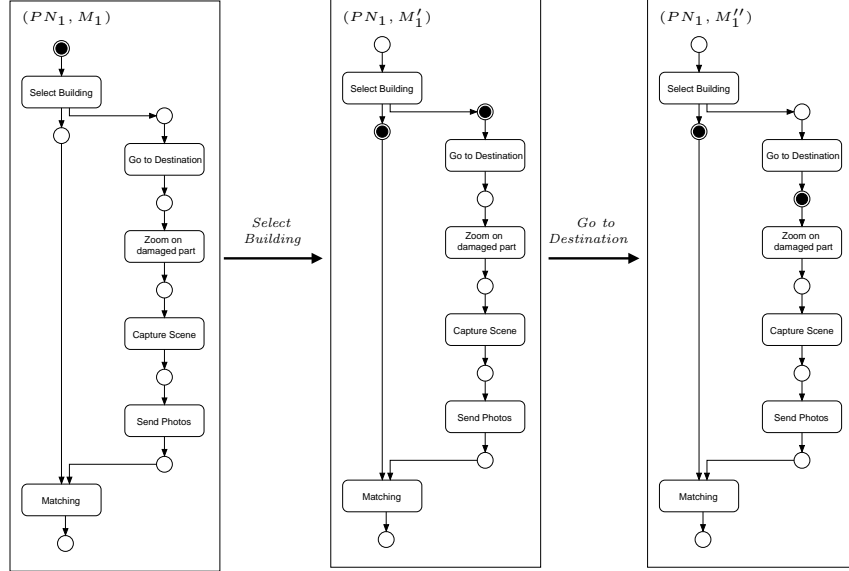 (PN₁, M₁)
Select Building
Go to Destination
Zoom on
damaged part
Capture Scene
Send Photos
Matching
Select
Building
(PN₁, M₁′)
Select Building
Go to Destination
Zoom on
damaged part
Capture Scene
Send Photos
Matching
Go to
Destination
(PN₁, M₁′′)
Select Building
Go to Destination
Zoom on
damaged part
Capture Scene
Send Photos
Matching